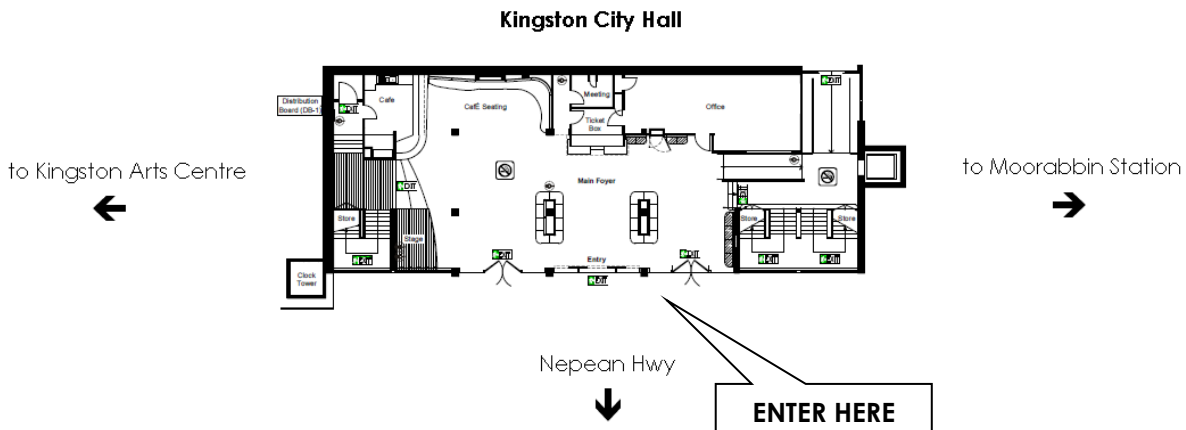 Kingston City Hall
Distribution
Board (DB-1)
Cafe
CafÉ Seating
Meeting
Ticket
Box
Office
to Kingston Arts Centre
to Moorabbin Station
Main Foyer
Store
Stage
Store
Store
Entry
Clock
Tower
Nepean Hwy
ENTER HERE